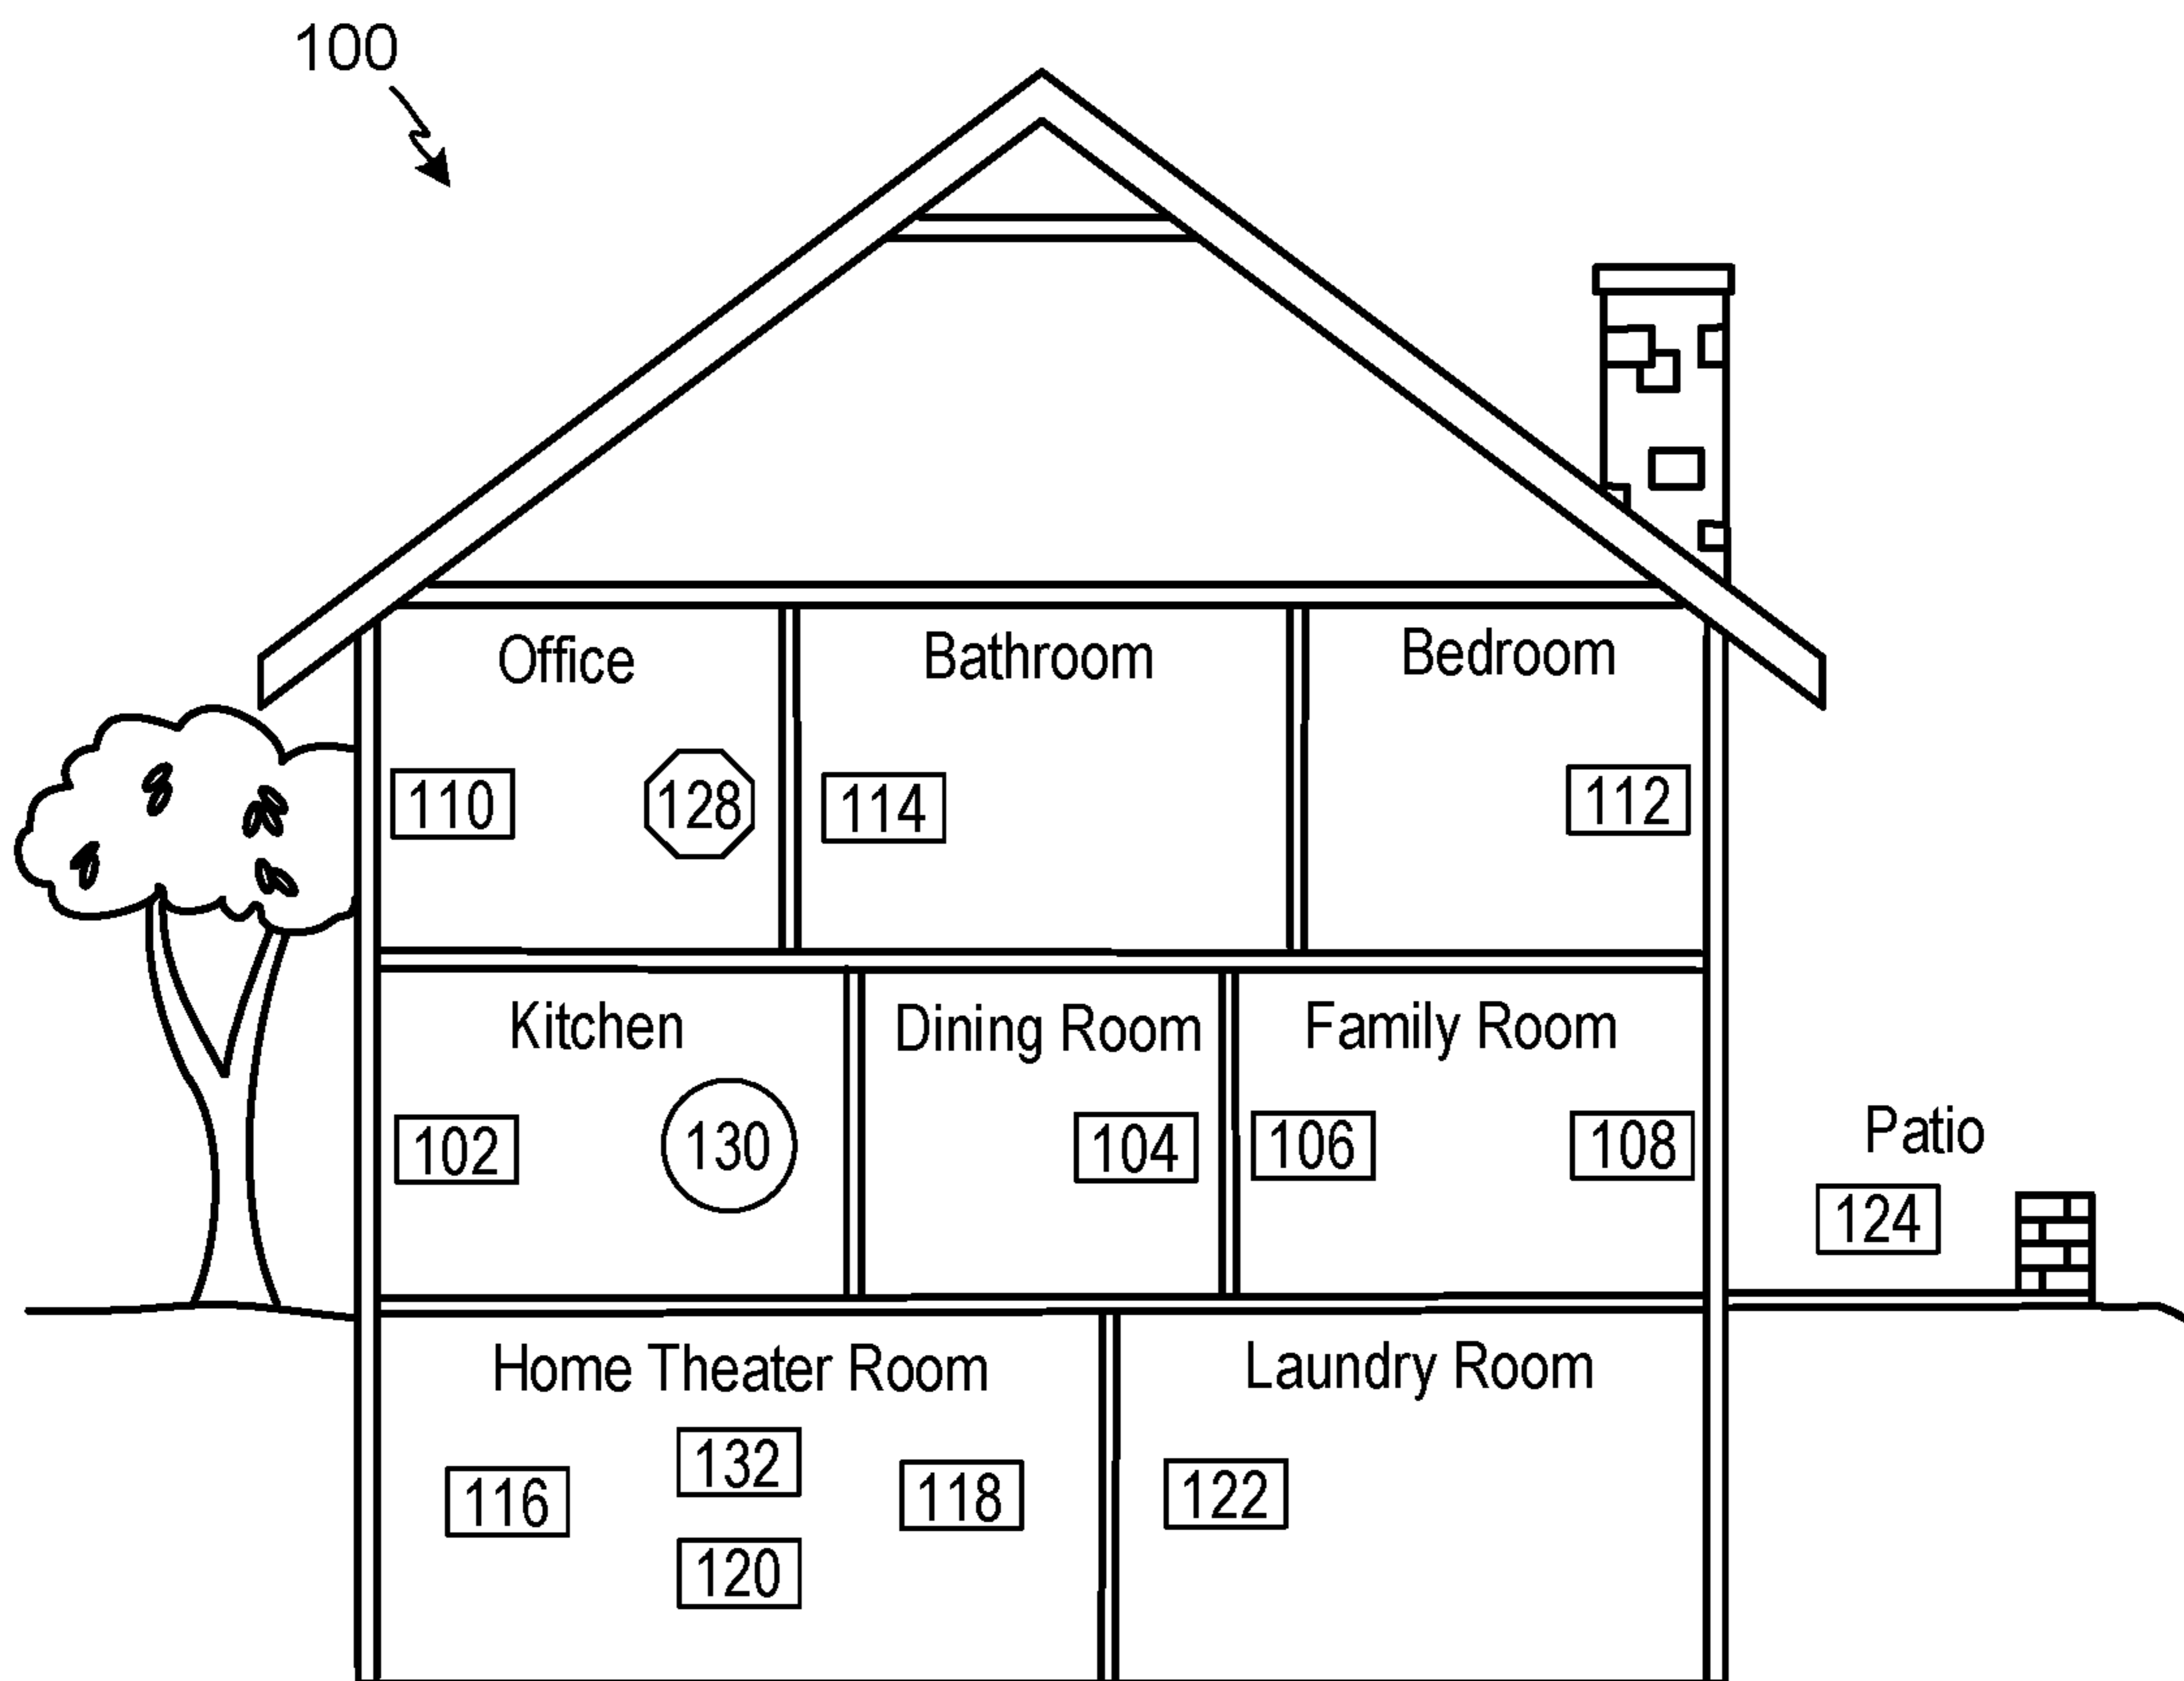 100
Office
Bathroom
Bedroom
110
128
114
112
Kitchen
Dining Room
Family Room
102
130
104
106
108
Patio
124
Home Theater Room
Laundry Room
116
132
118
122
120